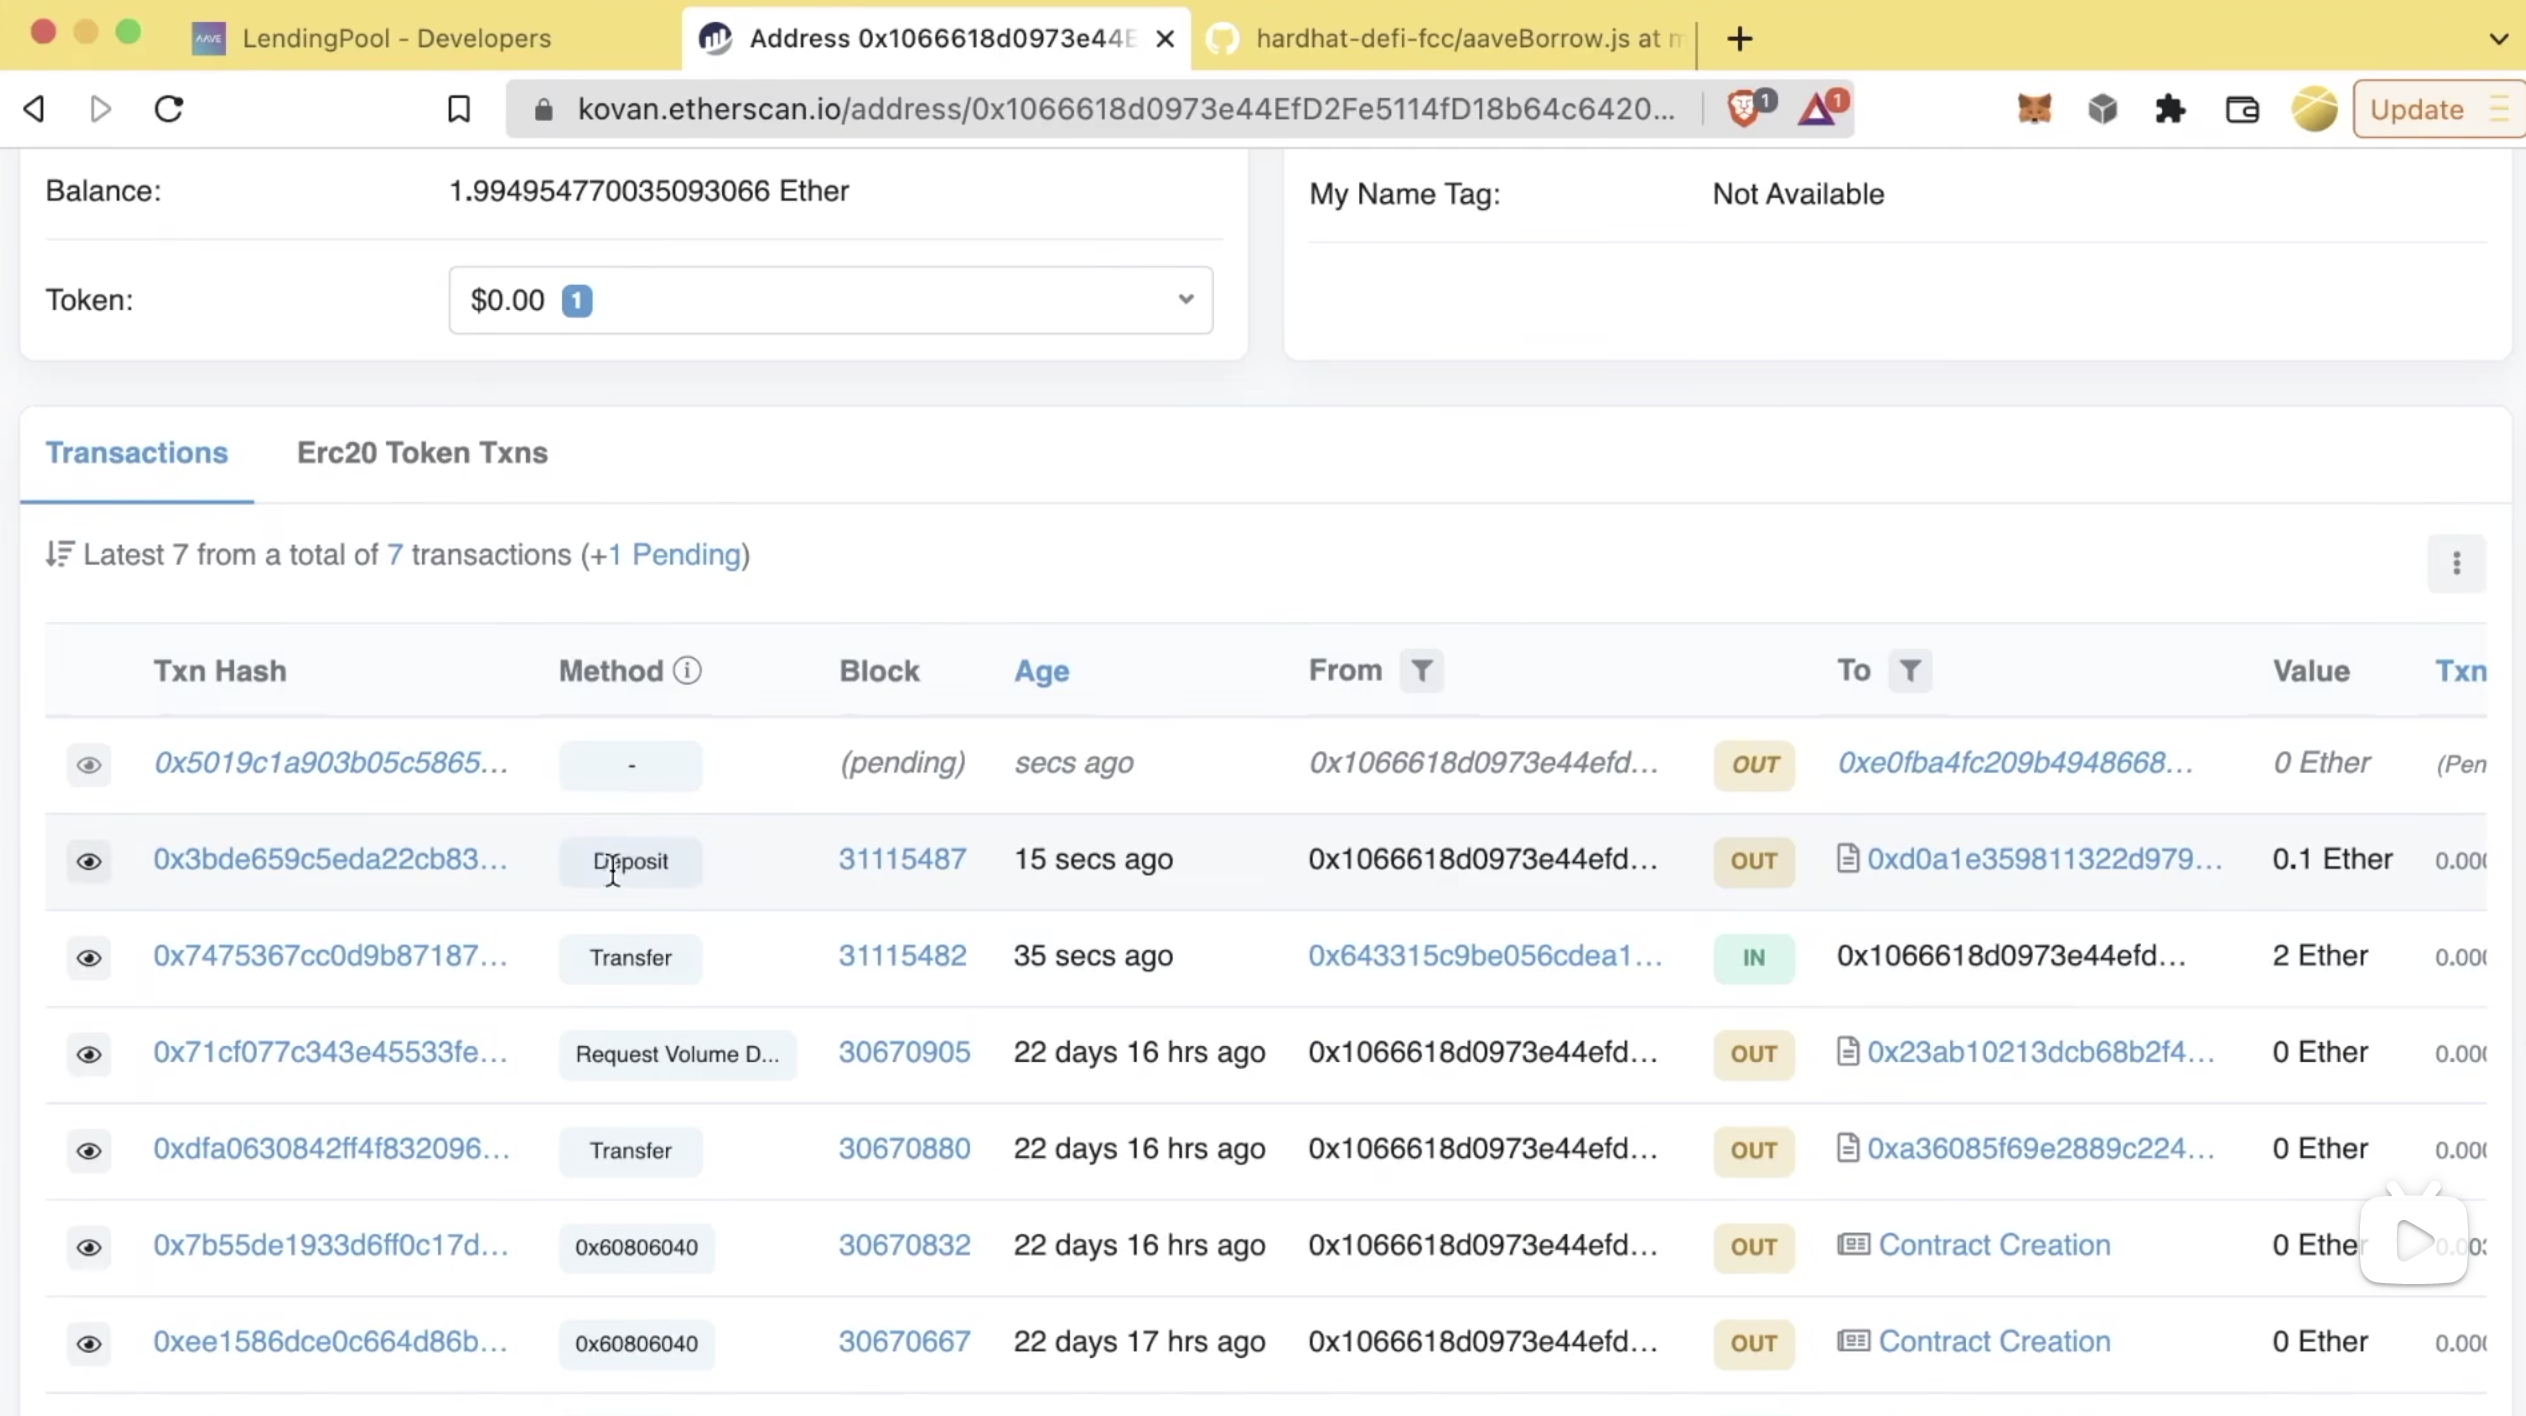 LendingPool - Developers
Address 0x1066618d0973e44E
hardhat-defi-fcc/aaveBorrow.js at m
kovan.etherscan.io/address/0x1066618d0973e44EfD2Fe5114fD18b64c6420...
1
1
Update
Balance:
1.994954770035093066 Ether
My Name Tag:
Not Available
Token:
$0.00 1
Transactions
Erc20 Token Txns
Latest 7 from a total of 7 transactions (+1 Pending)
Txn Hash Method Block Age From To Value Txn
0x5019c1a903b05c5865... - (pending) secs ago 0x1066618d0973e44efd... OUT 0xe0fba4fc209b4948668... 0 Ether (Pen
0x3bde659c5eda22cb83... Deposit 31115487 15 secs ago 0x1066618d0973e44efd... OUT 0xd0a1e359811322d979... 0.1 Ether 0.000
0x7475367cc0d9b87187... Transfer 31115482 35 secs ago 0x643315c9be056cdea1... IN 0x1066618d0973e44efd... 2 Ether 0.000
0x71cf077c343e45533fe... Request Volume D... 30670905 22 days 16 hrs ago 0x1066618d0973e44efd... OUT 0x23ab10213dcb68b2f4... 0 Ether 0.000
0xdfa0630842ff4f832096... Transfer 30670880 22 days 16 hrs ago 0x1066618d0973e44efd... OUT 0xa36085f69e2889c224... 0 Ether 0.000
0x7b55de1933d6ff0c17d... 0x60806040 30670832 22 days 16 hrs ago 0x1066618d0973e44efd... OUT Contract Creation 0 Ether
0xee1586dce0c664d86b... 0x60806040 30670667 22 days 17 hrs ago 0x1066618d0973e44efd... OUT Contract Creation 0 Ether 0.000